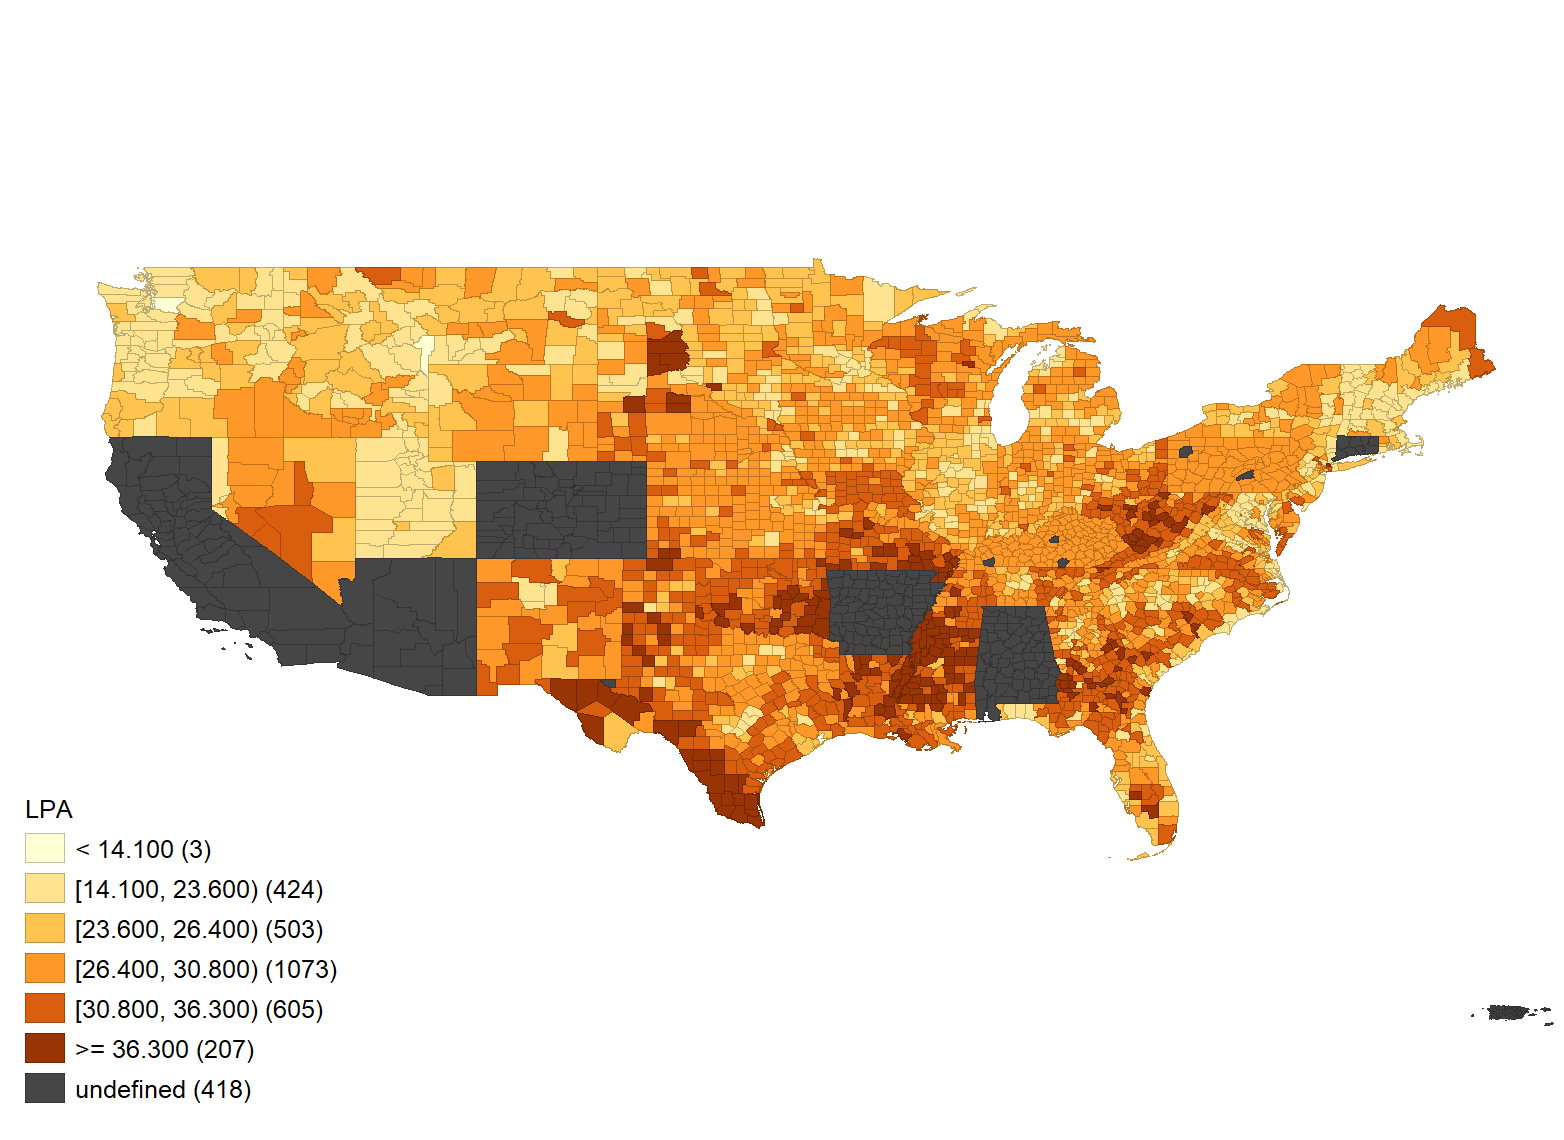 LPA
< 14.100 (3)
[14.100, 23.600) (424)
[23.600, 26.400) (503)
[26.400, 30.800) (1073)
[30.800, 36.300) (605)
>= 36.300 (207)
undefined (418)